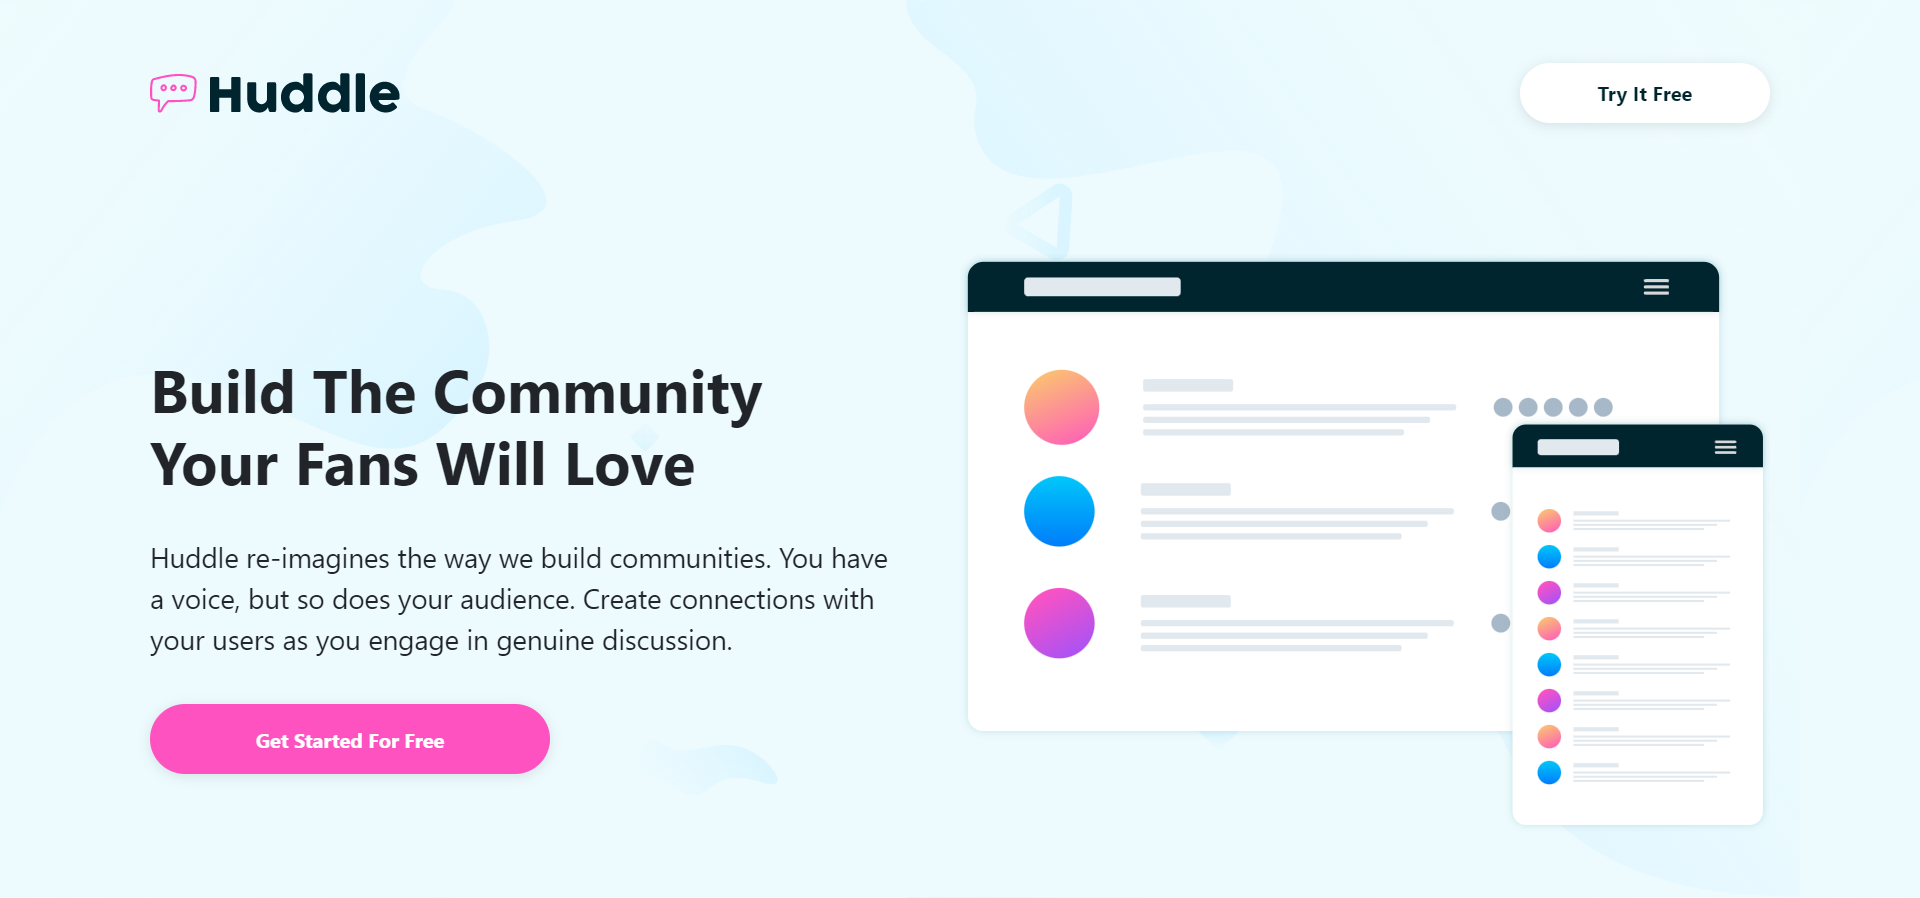 Huddle
Try It Free
Build The Community
Your Fans Will Love
Huddle re-imagines the way we build communities. You have
a voice, but so does your audience. Create connections with
your users as you engage in genuine discussion.
Get Started For Free